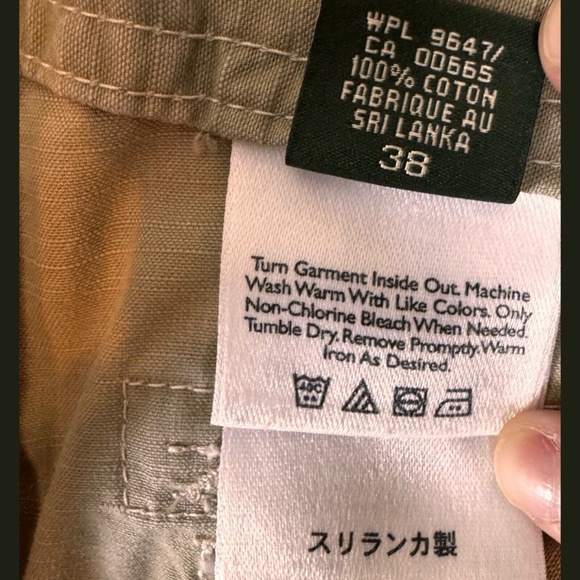 WPL 9647/
CA 00665
100% COTON
FABRIQUE AU
SRI LANKA
38
Turn Garment Inside Out. Machine
Wash Warm With Like Colors. Only
Non-Chlorine Bleach When Needed.
Tumble Dry. Remove Promptly. Warm
Iron As Desired.
40C
スリランカ製